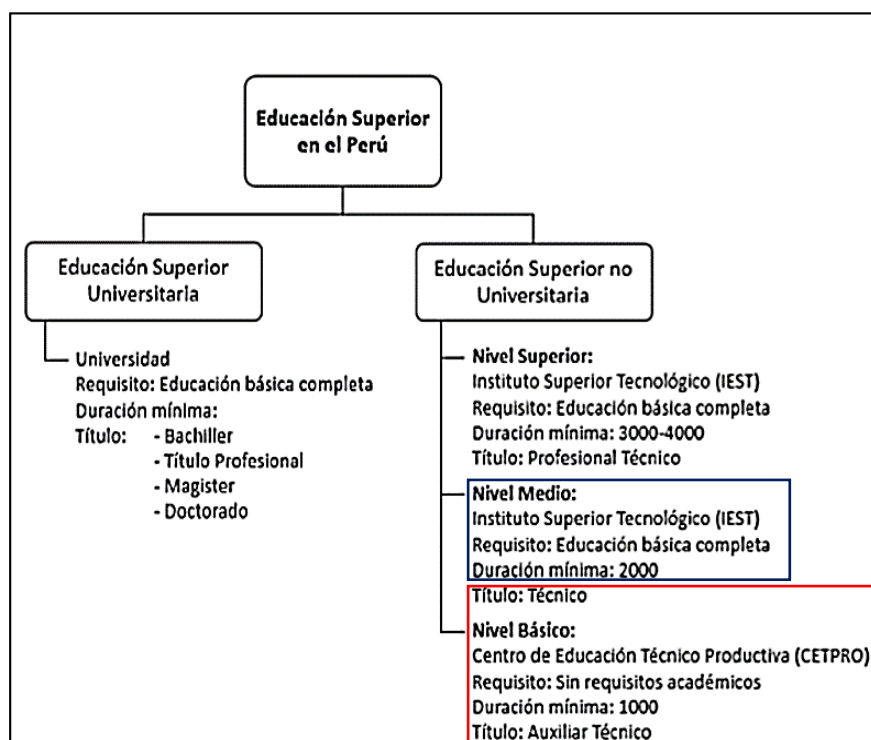 Educación Superior
en el Perú
Educación Superior
Universitaria
Universidad
Requisito: Educación básica completa
Duración mínima:
Título: - Bachiller
- Título Profesional
- Magister
- Doctorado
Educación Superior no
Universitaria
Nivel Superior:
Instituto Superior Tecnológico (IEST)
Requisito: Educación básica completa
Duración mínima: 3000-4000
Título: Profesional Técnico
Nivel Medio:
Instituto Superior Tecnológico (IEST)
Requisito: Educación básica completa
Duración mínima: 2000
Título: Técnico
Nivel Básico:
Centro de Educación Técnico Productiva (CETPRO)
Requisito: Sin requisitos académicos
Duración mínima: 1000
Título: Auxiliar Técnico